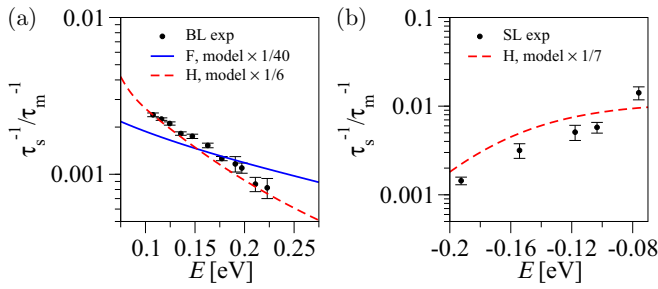 (a)
0.01
BL exp
F, model × 1/40
H, model × 1/6
τs⁻¹/τm⁻¹
0.001
0.1 0.15 0.2 0.25
E [eV]
(b)
0.1
SL exp
H, model × 1/7
τs⁻¹/τm⁻¹
0.01
0.001
-0.2 -0.16 -0.12 -0.08
E [eV]